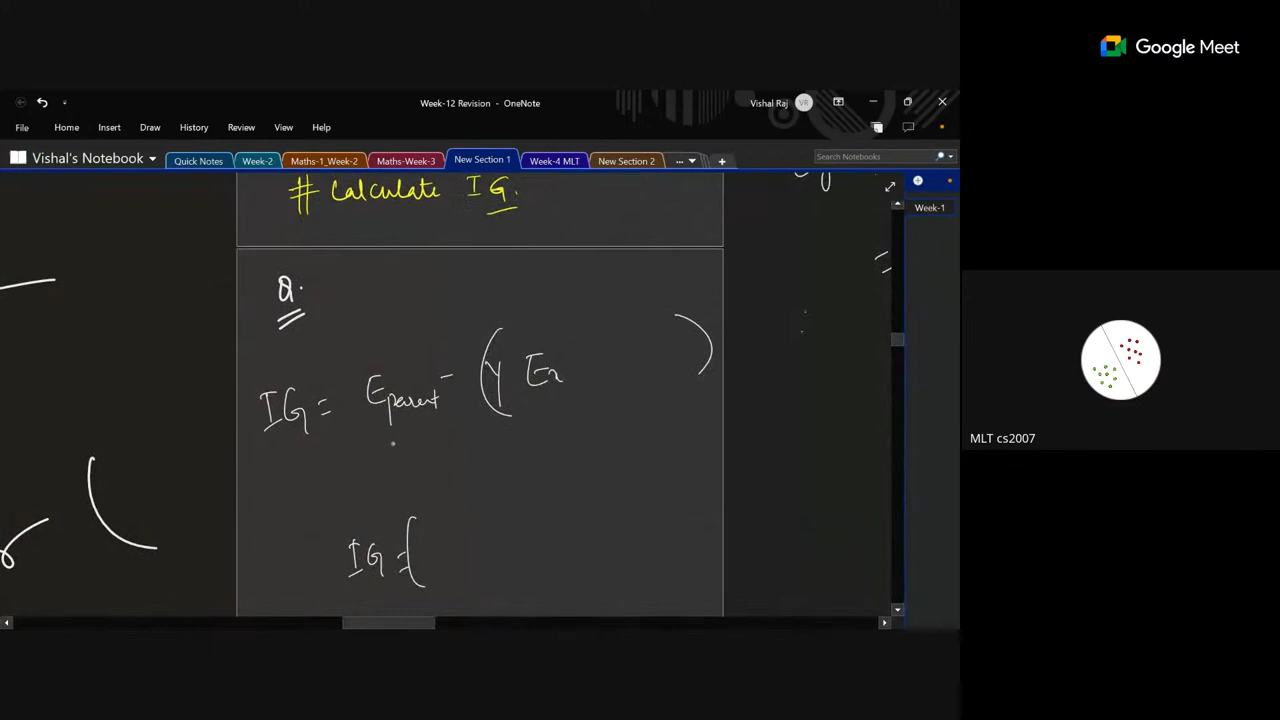 Google Meet
Week-12 Revision - OneNote
Vishal Raj
VR
File Home Insert Draw History Review View Help
Vishal's Notebook
Quick Notes Week-2 Maths-1_Week-2 Maths-Week-3 New Section 1 Week-4 MLT New Section 2 ...
Search Notebooks
Week-1
# Calculate IG.
Q.
IG = Eparent - (γ E )
IG = (
MLT cs2007